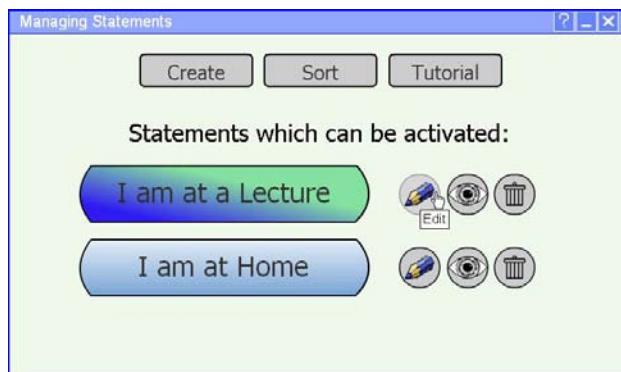 Managing Statements
Create Sort Tutorial
Statements which can be activated:
I am at a Lecture
Edit
I am at Home